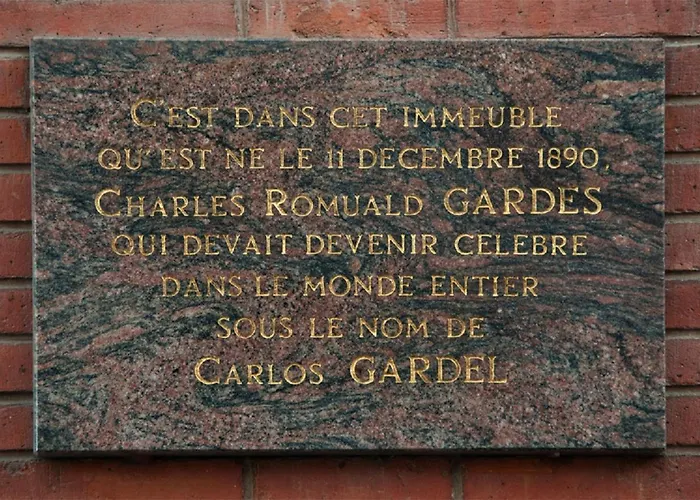 C'EST DANS CET IMMEUBLE
QU'EST NE LE 11 DECEMBRE 1890,
CHARLES ROMUALD GARDES
QUI DEVAIT DEVENIR CELEBRE
DANS LE MONDE ENTIER
SOUS LE NOM DE
CARLOS GARDEL